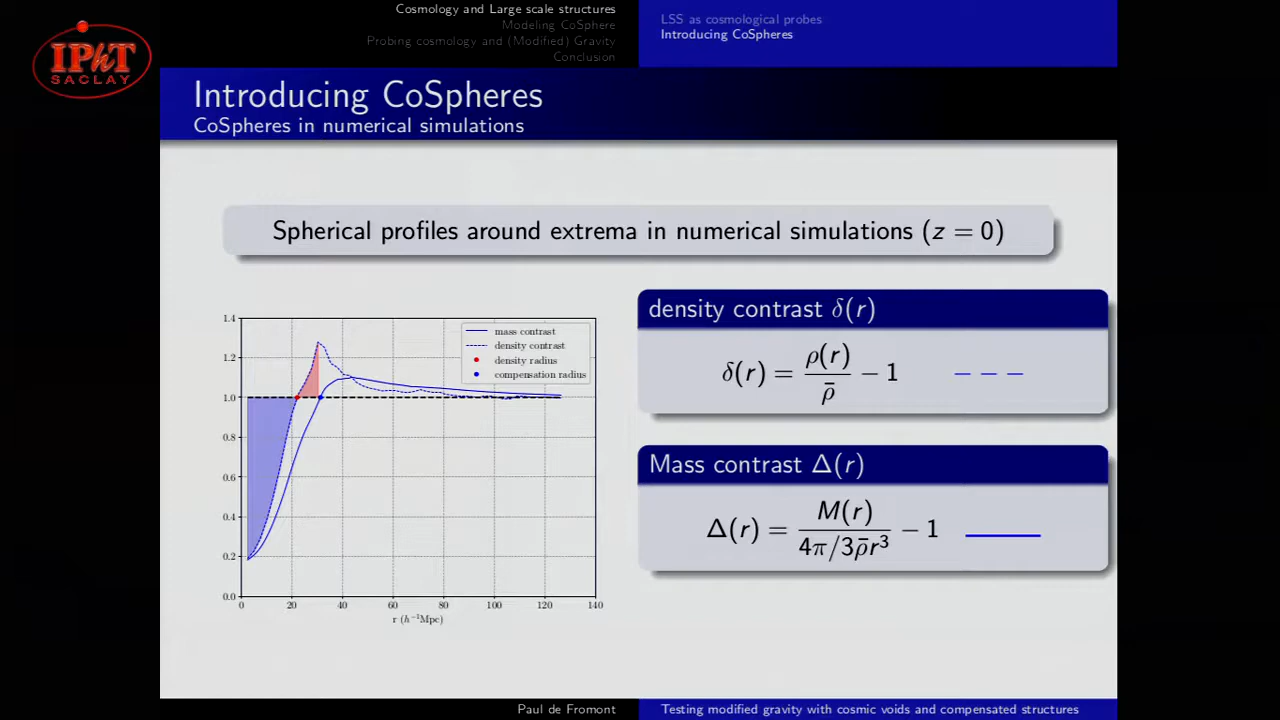 IPhT
SACLAY
Cosmology and Large scale structures
Modeling CoSphere
Probing cosmology and (Modified) Gravity
Conclusion
LSS as cosmological probes
Introducing CoSpheres
Introducing CoSpheres
CoSpheres in numerical simulations
Spherical profiles around extrema in numerical simulations (z = 0)
1.4
1.2
1.0
0.8
0.6
0.4
0.2
0.0
0 20 40 60 80 100 120 140
r (h⁻¹Mpc)
mass contrast
density contrast
density radius
compensation radius
density contrast δ(r)
δ(r) = ρ(r)/ρ̄ − 1
Mass contrast Δ(r)
Δ(r) = M(r)/4π/3ρ̄r³ − 1
Paul de Fromont
Testing modified gravity with cosmic voids and compensated structures